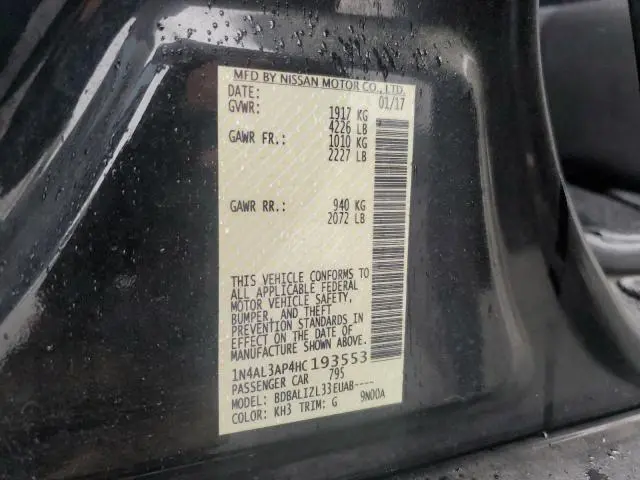 MFD BY NISSAN MOTOR CO., LTD.
DATE: 01/17
GVWR: 1917 KG
4226 LB
GAWR FR.: 1010 KG
2227 LB
GAWR RR.: 940 KG
2072 LB
THIS VEHICLE CONFORMS TO
ALL APPLICABLE FEDERAL
MOTOR VEHICLE SAFETY,
BUMPER, AND THEFT
PREVENTION STANDARDS IN
EFFECT ON THE DATE OF
MANUFACTURE SHOWN ABOVE.
1N4AL3AP4HC193553
PASSENGER CAR 795
MODEL: BDBALIZL33EUAB----
COLOR: KH3 TRIM: G 9N00A